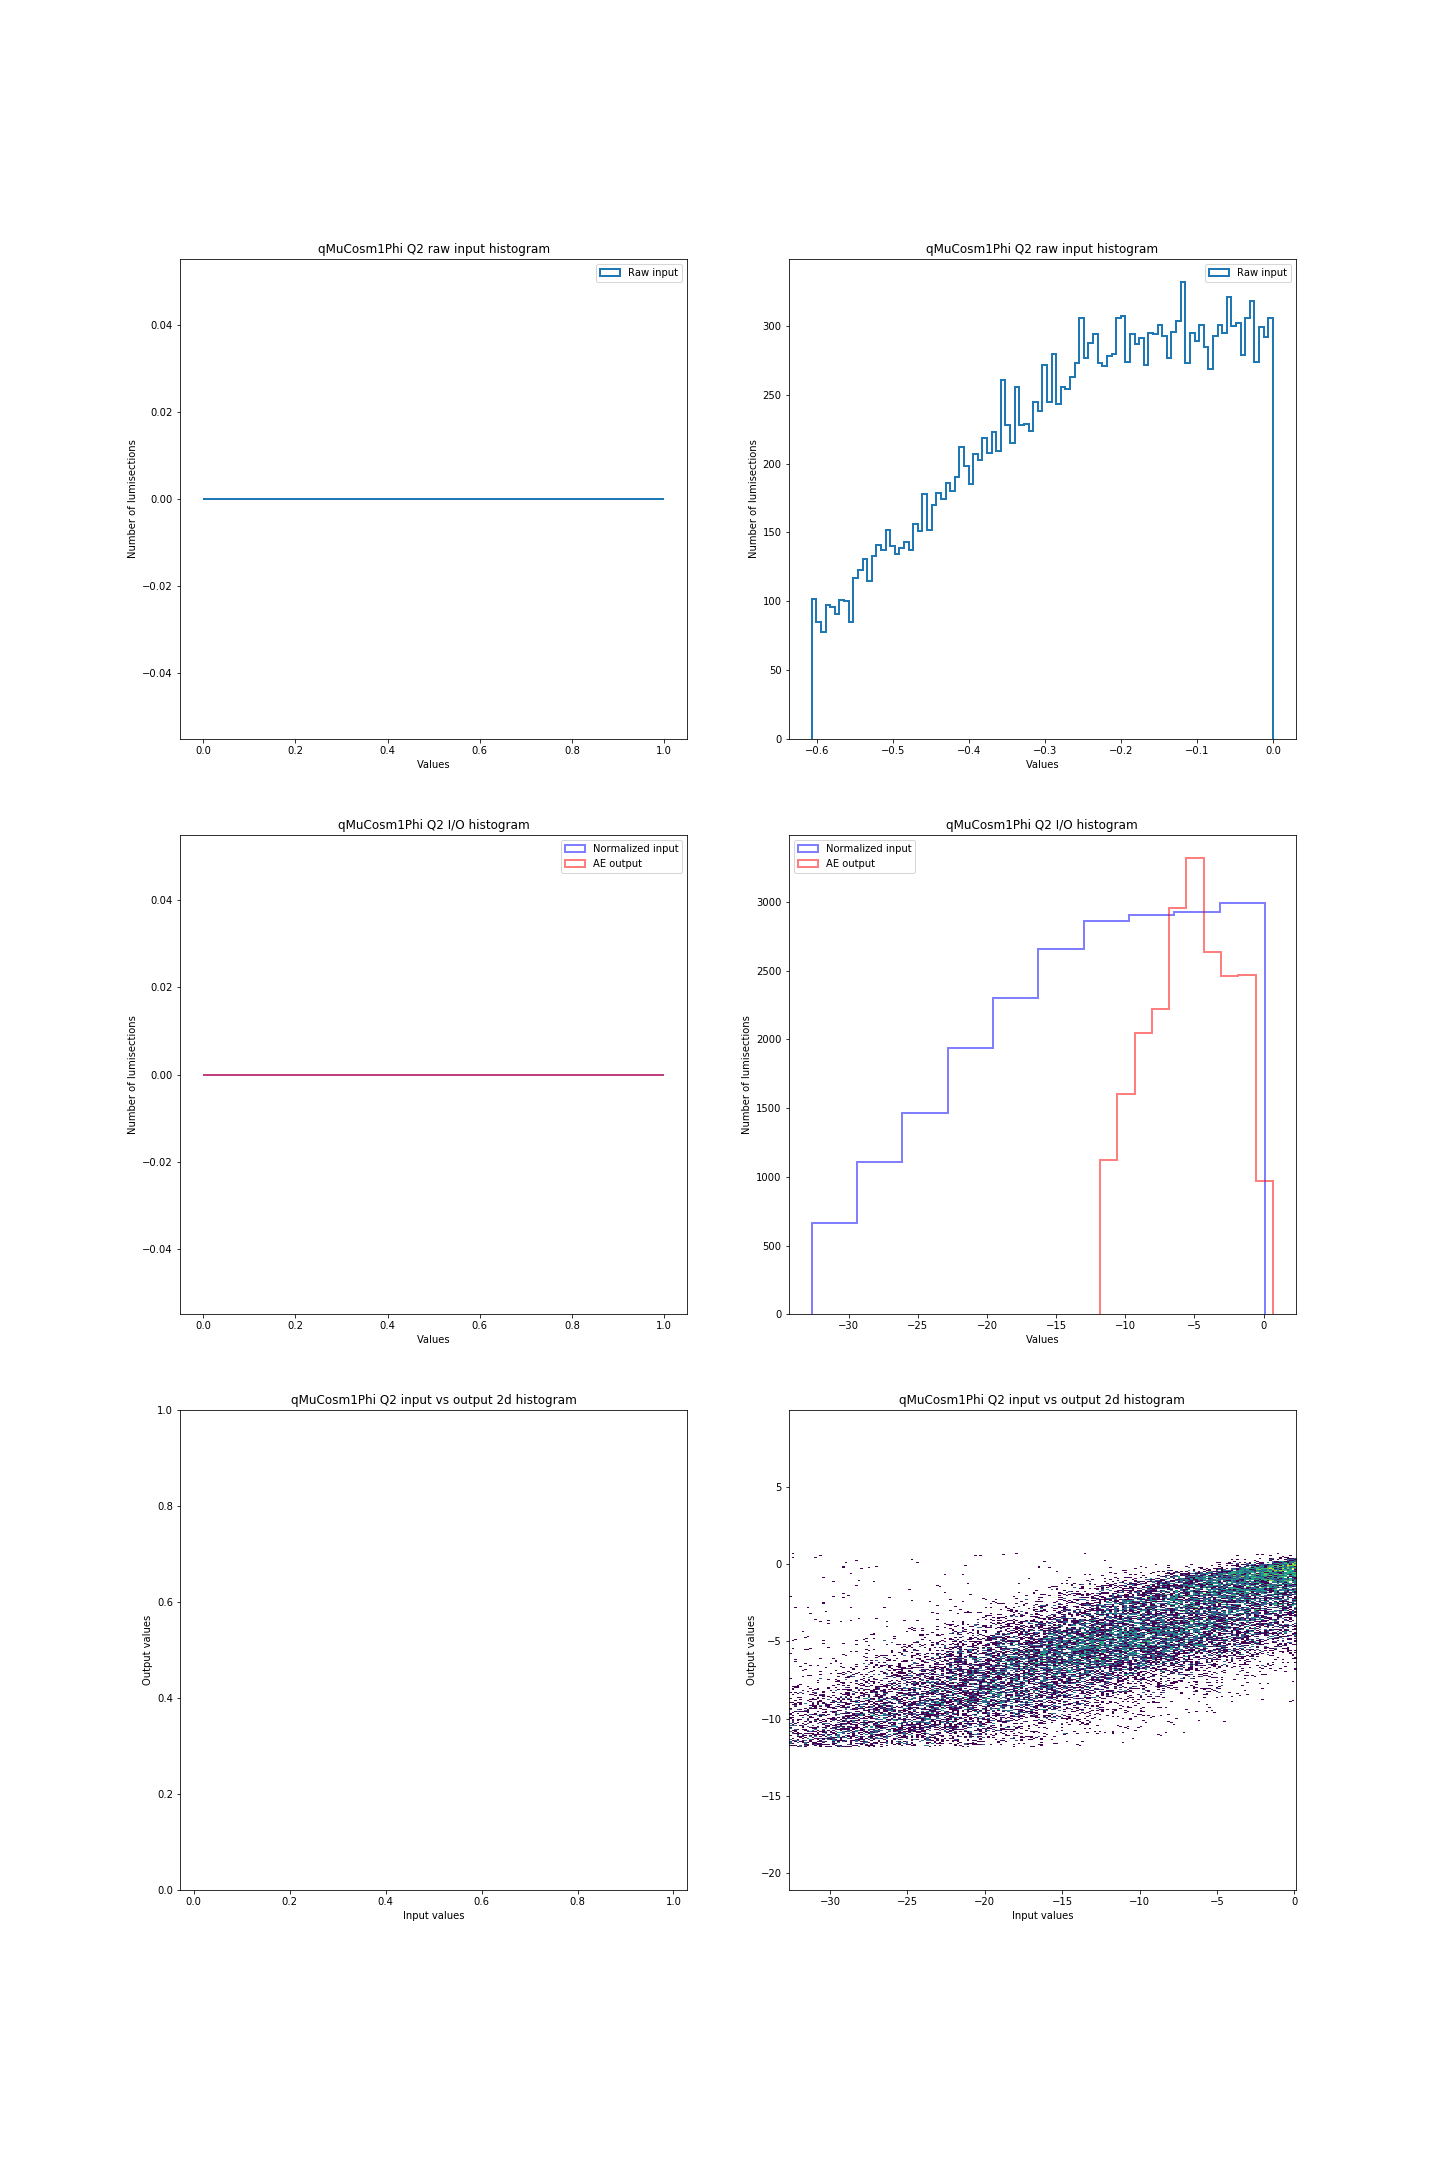 qMuCosm1Phi Q2 raw input histogram
Raw input
0.04
0.02
0.00
−0.02
−0.04
Number of lumisections
0.0 0.2 0.4 0.6 0.8 1.0
Values
qMuCosm1Phi Q2 raw input histogram
Raw input
300
250
200
150
100
50
0
Number of lumisections
−0.6 −0.5 −0.4 −0.3 −0.2 −0.1 0.0
Values
qMuCosm1Phi Q2 I/O histogram
Normalized input
AE output
0.04
0.02
0.00
−0.02
−0.04
Number of lumisections
0.0 0.2 0.4 0.6 0.8 1.0
Values
qMuCosm1Phi Q2 I/O histogram
Normalized input
AE output
3000
2500
2000
1500
1000
500
0
Number of lumisections
−30 −25 −20 −15 −10 −5 0
Values
qMuCosm1Phi Q2 input vs output 2d histogram
1.0
0.8
0.6
0.4
0.2
0.0
Output values
0.0 0.2 0.4 0.6 0.8 1.0
Input values
qMuCosm1Phi Q2 input vs output 2d histogram
5
0
−5
−10
−15
−20
Output values
−30 −25 −20 −15 −10 −5 0
Input values